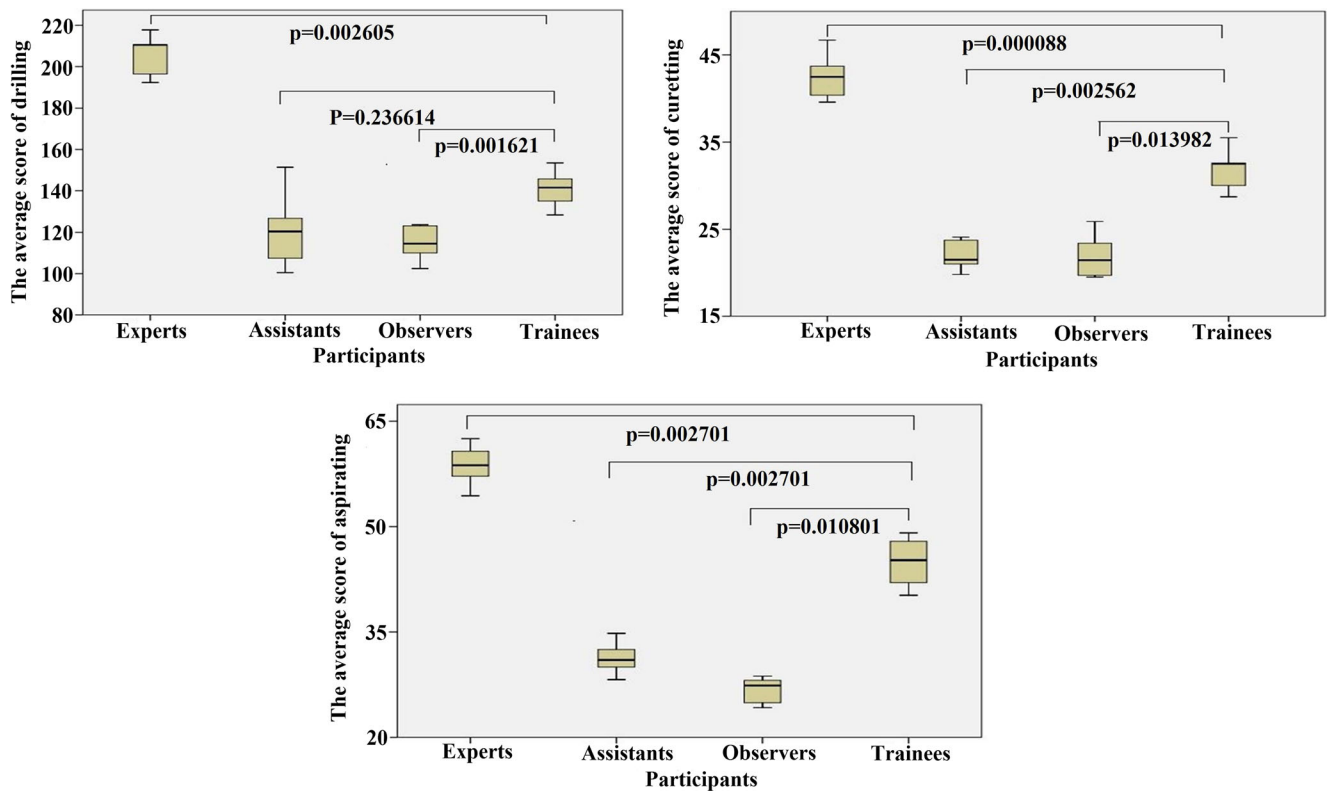 The average score of drilling
220
200
180
160
140
120
100
80
p=0.002605
P=0.236614
p=0.001621
Experts Assistants Observers Trainees
Participants
The average score of curetting
45
35
25
15
p=0.000088
p=0.002562
p=0.013982
Experts Assistants Observers Trainees
Participants
The average score of aspirating
65
50
35
20
p=0.002701
p=0.002701
p=0.010801
Experts Assistants Observers Trainees
Participants